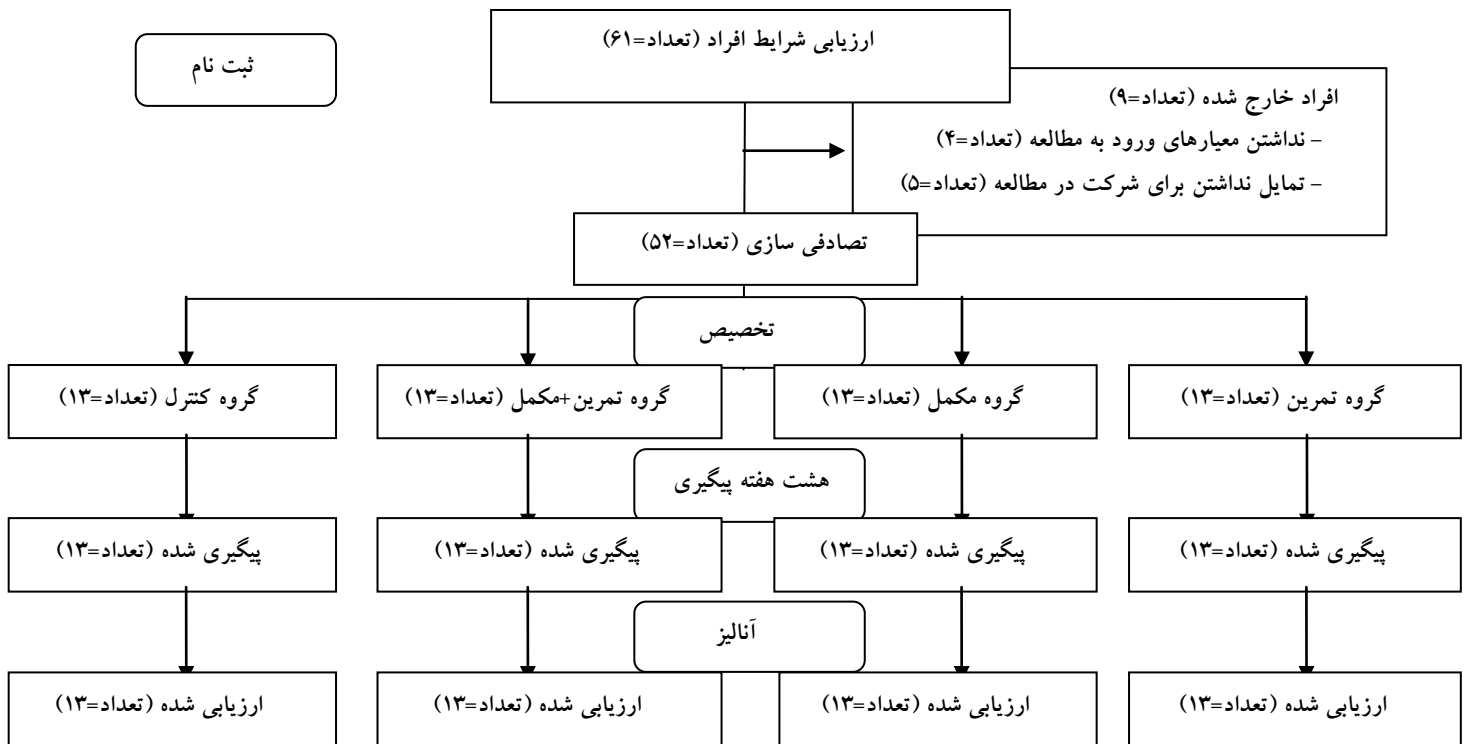 ارزیابی شرایط افراد (تعداد=۶۱)
ثبت نام
افراد خارج شده (تعداد=۹)
- نداشتن معیارهای ورود به مطالعه (تعداد=۴)
- تمایل نداشتن برای شرکت در مطالعه (تعداد=۵)
تصادفی سازی (تعداد=۵۲)
تخصیص
گروه تمرین (تعداد=۱۳)
گروه مکمل (تعداد=۱۳)
گروه تمرین+مکمل (تعداد=۱۳)
گروه کنترل (تعداد=۱۳)
هشت هفته پیگیری
پیگیری شده (تعداد=۱۳)
پیگیری شده (تعداد=۱۳)
پیگیری شده (تعداد=۱۳)
پیگیری شده (تعداد=۱۳)
آنالیز
ارزیابی شده (تعداد=۱۳)
ارزیابی شده (تعداد=۱۳)
ارزیابی شده (تعداد=۱۳)
ارزیابی شده (تعداد=۱۳)